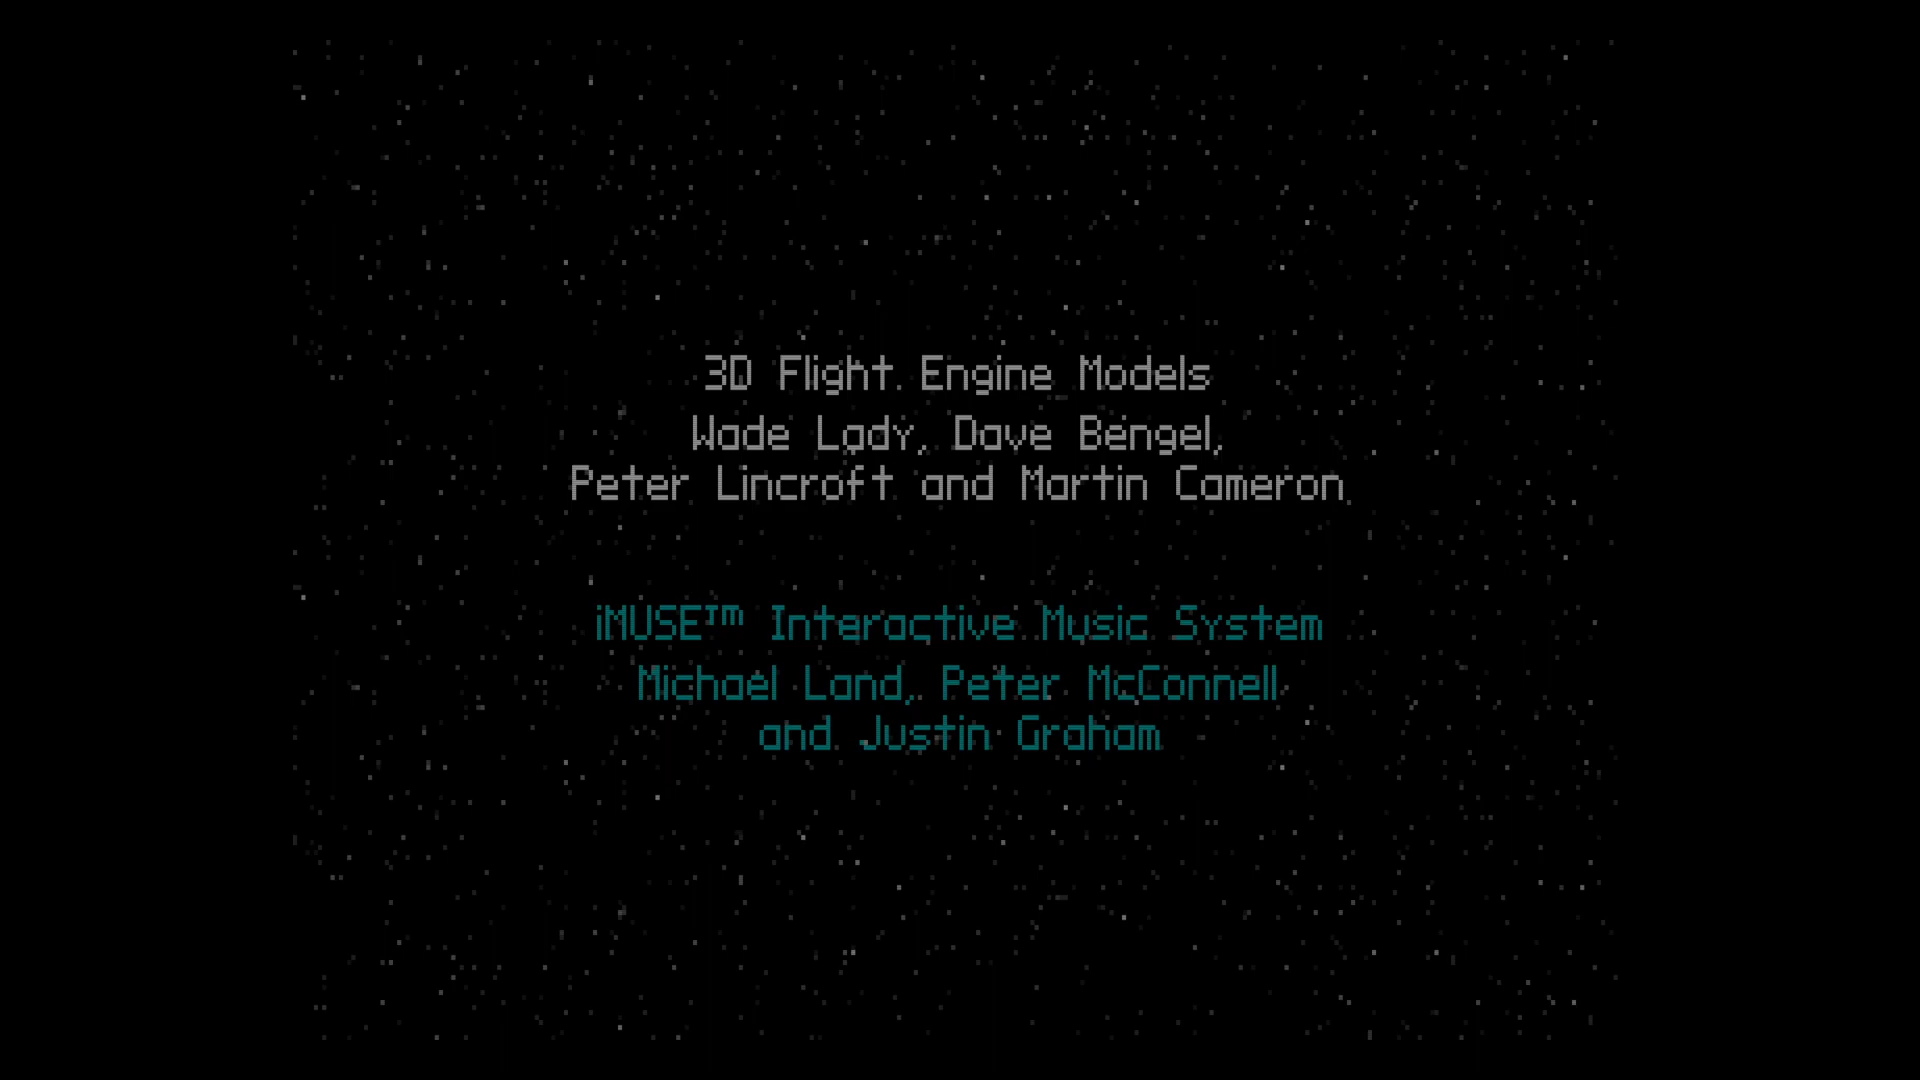 3D Flight Engine Models
Wade Lady, Dave Bengel,
Peter Lincroft and Martin Cameron
iMUSE™ Interactive Music System
Michael Land, Peter McConnell
and Justin Graham